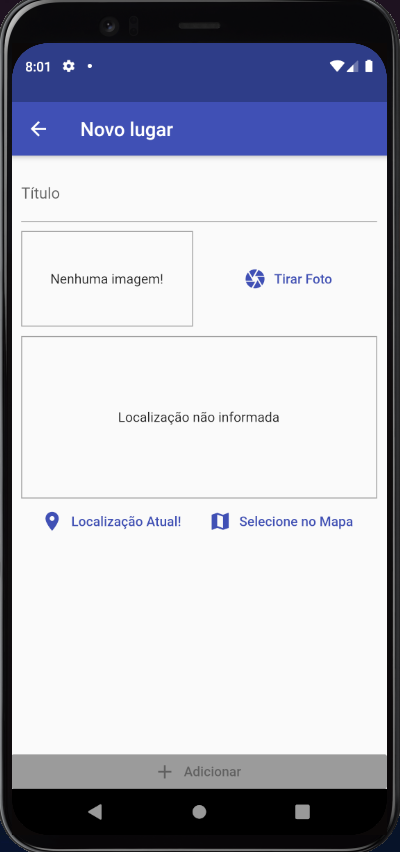 8:01
Novo lugar
Título
Nenhuma imagem!
Tirar Foto
Localização não informada
Localização Atual!
Selecione no Mapa
Adicionar